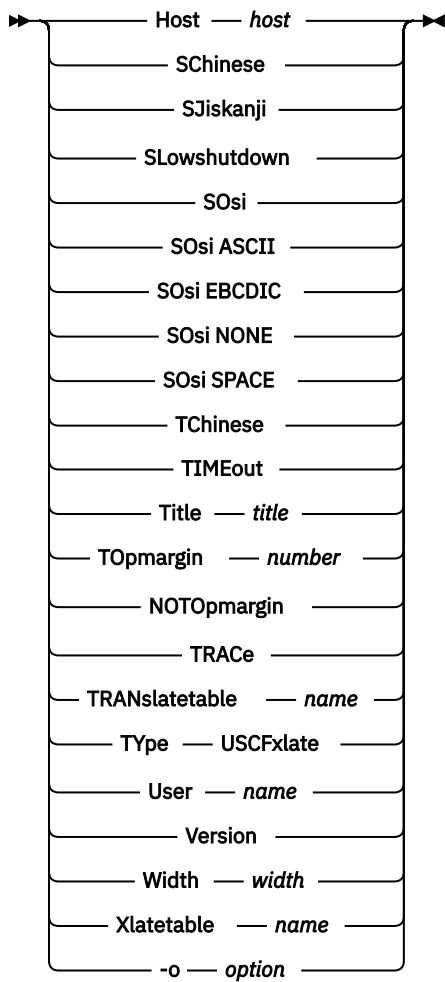 Host host
SChinese
SJiskanji
SLowshutdown
SOsi
SOsi ASCII
SOsi EBCDIC
SOsi NONE
SOsi SPACE
TChinese
TIMEout
Title title
TOpmargin number
NOTOpmargin
TRACe
TRANslatetable name
TYpe USCFxlate
User name
Version
Width width
Xlatetable name
-o option